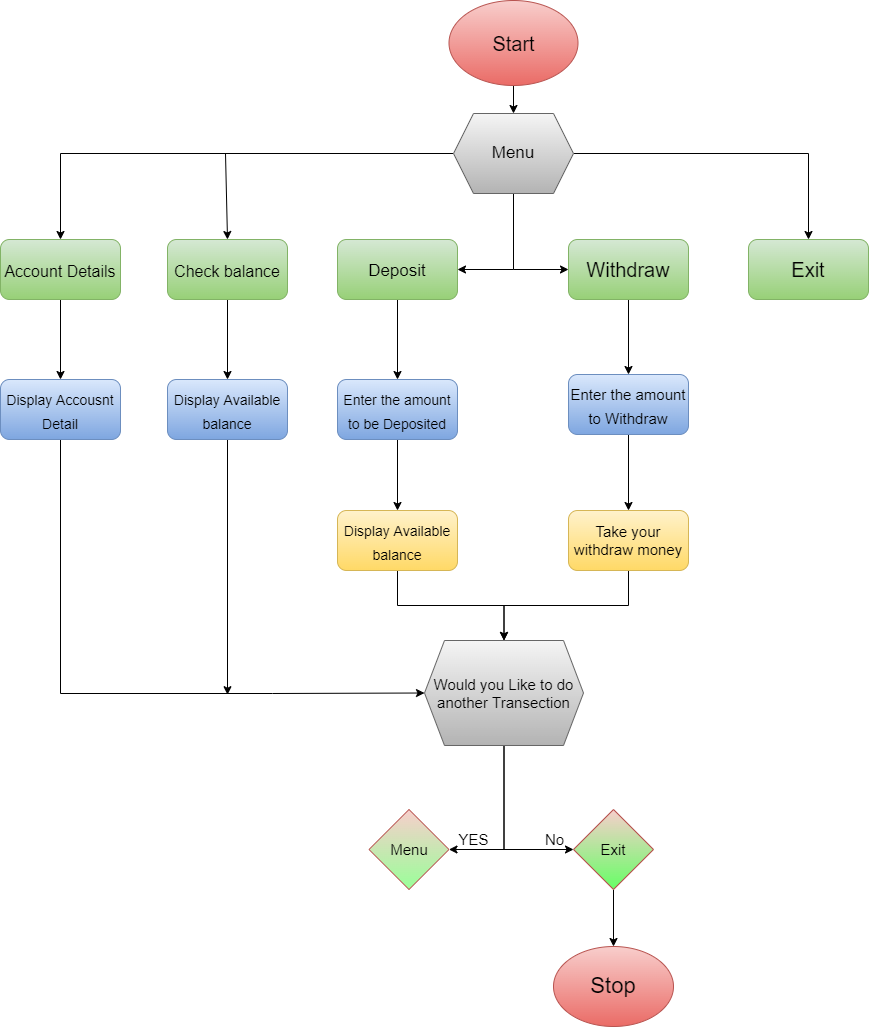 Start
Menu
Account Details
Check balance
Deposit
Withdraw
Exit
Display Accousnt
Detail
Display Available
balance
Enter the amount
to be Deposited
Enter the amount
to Withdraw
Display Available
balance
Take your
withdraw money
Would you Like to do
another Transection
YES
No
Menu
Exit
Stop